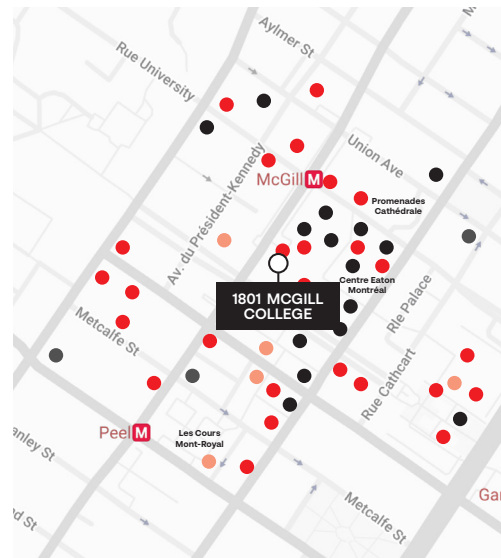 Aylmer St
Rue University
Union Ave
McGill M
Promenades
Cathédrale
Av. du Président-Kennedy
Centre Eaton
Montréal
1801 MCGILL
COLLEGE
Rle Palace
Metcalfe St
Rue Cathcart
Peel M
Les Cours
Mont-Royal
anley St
Gar
Metcalfe St
d St